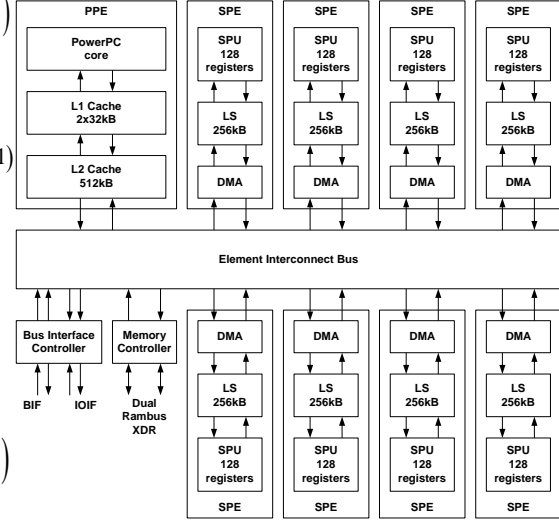 PPE
PowerPC
core
L1 Cache
2x32kB
L2 Cache
512kB
SPE
SPU
128
registers
LS
256kB
DMA
SPE
SPU
128
registers
LS
256kB
DMA
SPE
SPU
128
registers
LS
256kB
DMA
SPE
SPU
128
registers
LS
256kB
DMA
)
1)
Element Interconnect Bus
Bus Interface
Controller
BIF
IOIF
Memory
Controller
Dual
Rambus
XDR
)
DMA
LS
256kB
SPU
128
registers
SPE
DMA
LS
256kB
SPU
128
registers
SPE
DMA
LS
256kB
SPU
128
registers
SPE
DMA
LS
256kB
SPU
128
registers
SPE